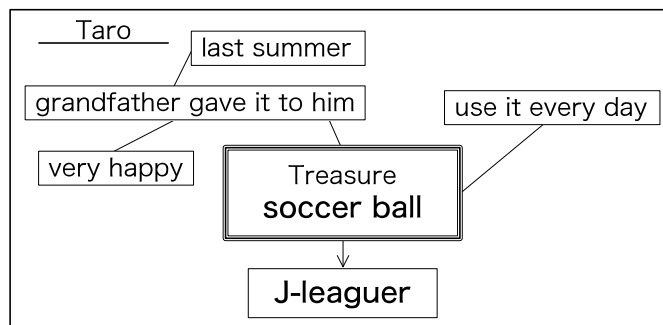 Taro
last summer
grandfather gave it to him
use it every day
very happy
Treasure
soccer ball
J-leaguer